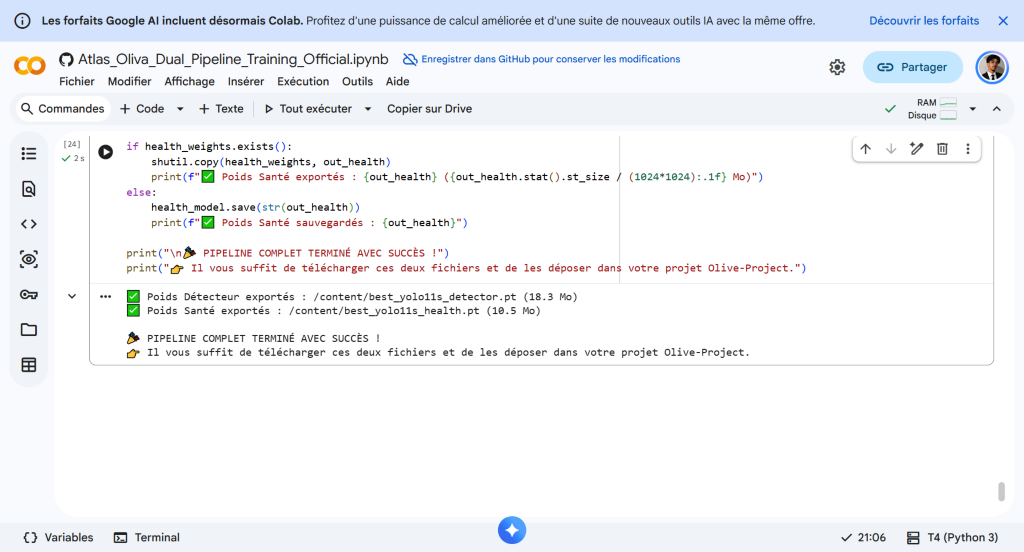 Les forfaits Google AI incluent désormais Colab. Profitez d'une puissance de calcul améliorée et d'une suite de nouveaux outils IA avec la même offre.
Découvrir les forfaits
Atlas_Oliva_Dual_Pipeline_Training_Official.ipynb
Enregistrer dans GitHub pour conserver les modifications
Partager
Fichier Modifier Affichage Insérer Exécution Outils Aide
Commandes + Code + Texte Tout exécuter Copier sur Drive
RAM
Disque
[24]
2 s
if health_weights.exists():
    shutil.copy(health_weights, out_health)
    print(f"✅ Poids Santé exportés : {out_health} ({out_health.stat().st_size / (1024*1024):.1f} Mo)")
else:
    health_model.save(str(out_health))
    print(f"✅ Poids Santé sauvegardés : {out_health}")
print("\n🎉 PIPELINE COMPLET TERMINÉ AVEC SUCCÈS !")
print("👉 Il vous suffit de télécharger ces deux fichiers et de les déposer dans votre projet Olive-Project.")
✅ Poids Détecteur exportés : /content/best_yolo11s_detector.pt (18.3 Mo)
✅ Poids Santé exportés : /content/best_yolo11s_health.pt (10.5 Mo)
🎉 PIPELINE COMPLET TERMINÉ AVEC SUCCÈS !
👉 Il vous suffit de télécharger ces deux fichiers et de les déposer dans votre projet Olive-Project.
Variables Terminal
21:06 T4 (Python 3)